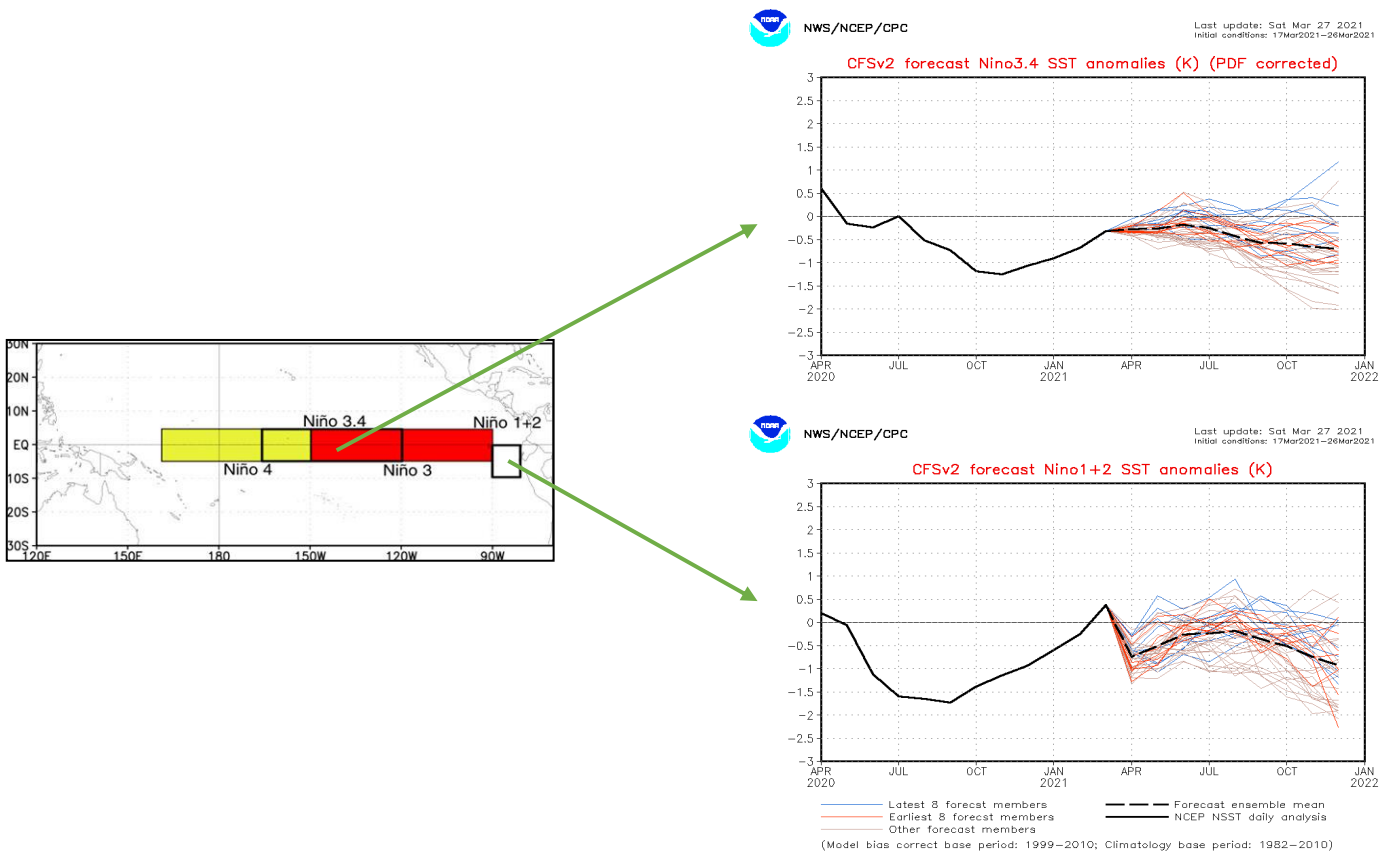 NOAA
NWS/NCEP/CPC
Last update: Sat Mar 27 2021
Initial conditions: 17Mar2021-26Mar2021
CFSv2 forecast Nino3.4 SST anomalies (K) (PDF corrected)
3
2.5
2
1.5
1
0.5
0
-0.5
-1
-1.5
-2
-2.5
-3
APR JUL OCT JAN APR JUL OCT JAN
2020 2021 2022
30N
20N
10N
EQ
10S
20S
30S
Niño 3.4
Niño 1+2
Niño 4
Niño 3
120E 150E 180 150W 120W 90W
NOAA
NWS/NCEP/CPC
Last update: Sat Mar 27 2021
Initial conditions: 17Mar2021-26Mar2021
CFSv2 forecast Nino1+2 SST anomalies (K)
3
2.5
2
1.5
1
0.5
0
-0.5
-1
-1.5
-2
-2.5
-3
APR JUL OCT JAN APR JUL OCT JAN
2020 2021 2022
Latest 8 forecst members
Earliest 8 forecst members
Other forecast members
Forecast ensemble mean
NCEP NSST daily analysis
(Model bias correct base period: 1999-2010; Climatology base period: 1982-2010)